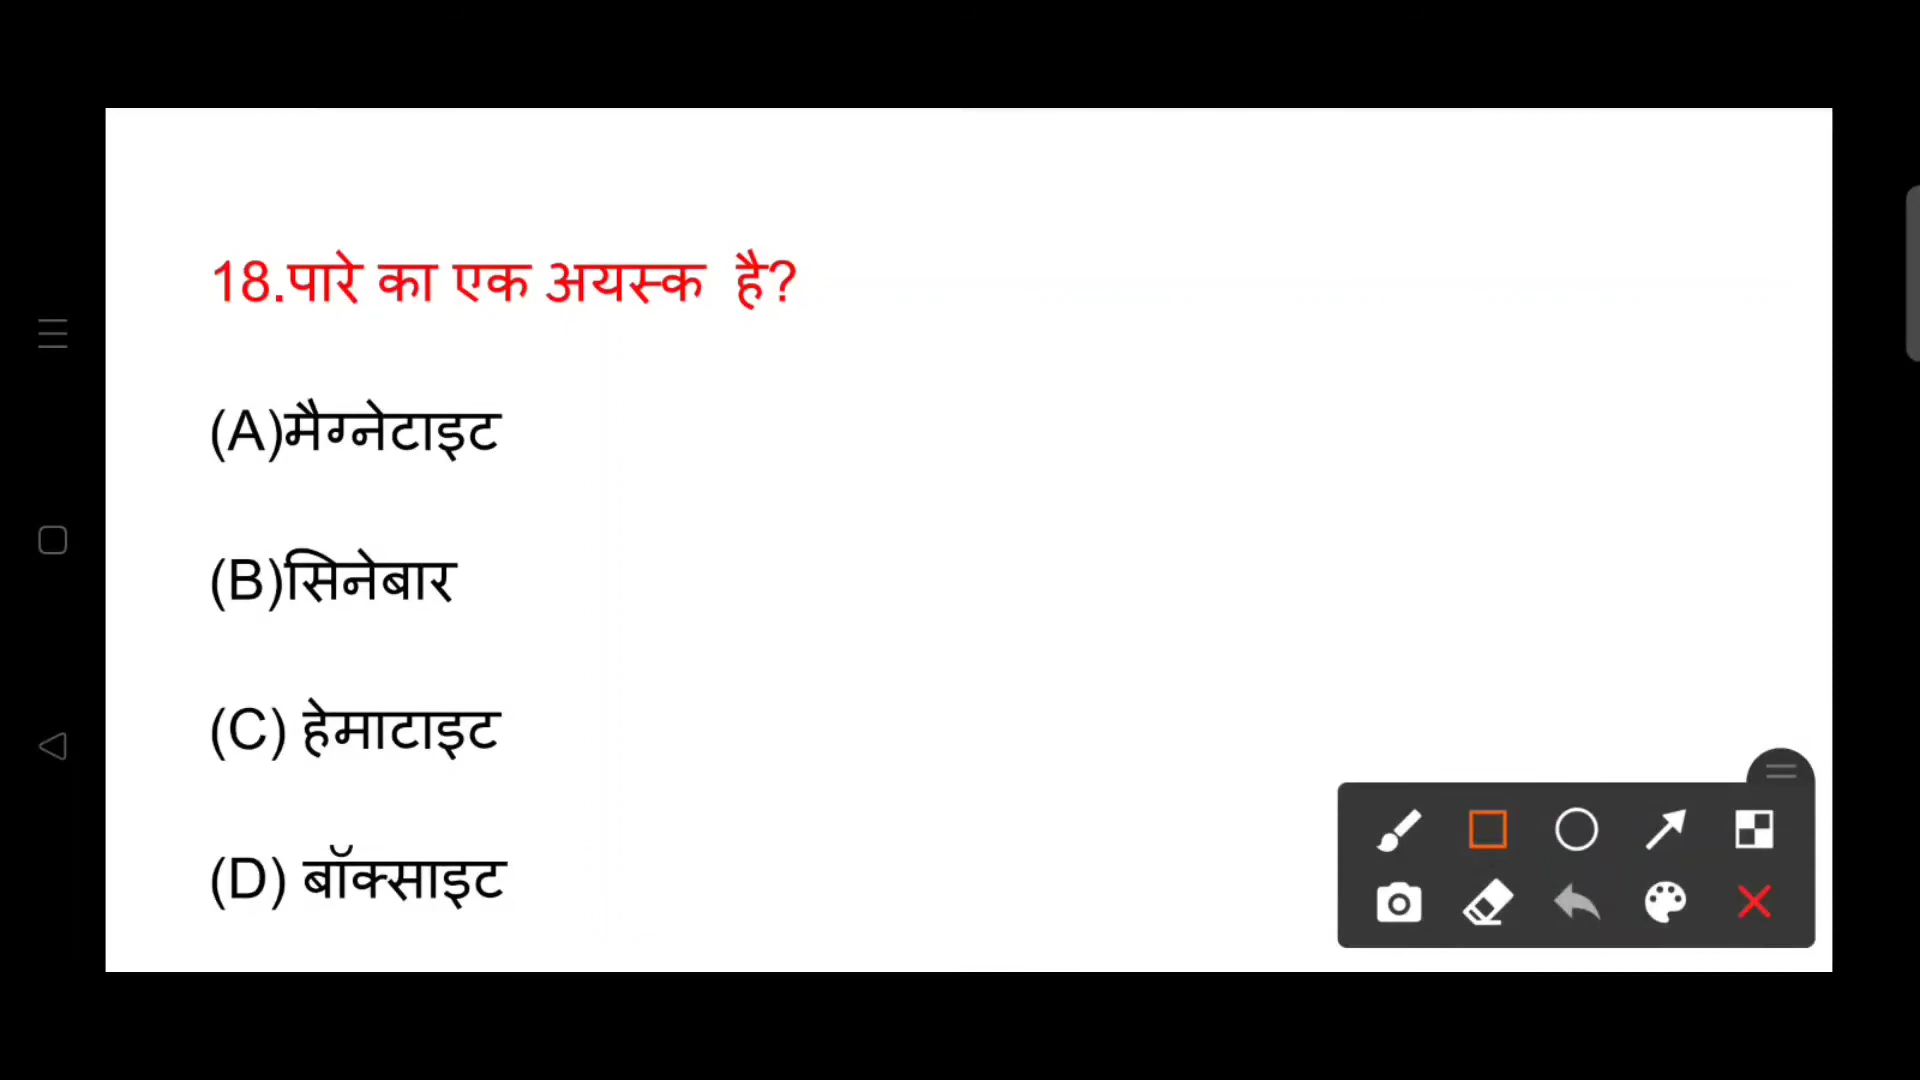 18.पारे का एक अयस्क है?
(A)मैग्नेटाइट
(B)सिनेबार
(C) हेमाटाइट
(D) बॉक्साइट